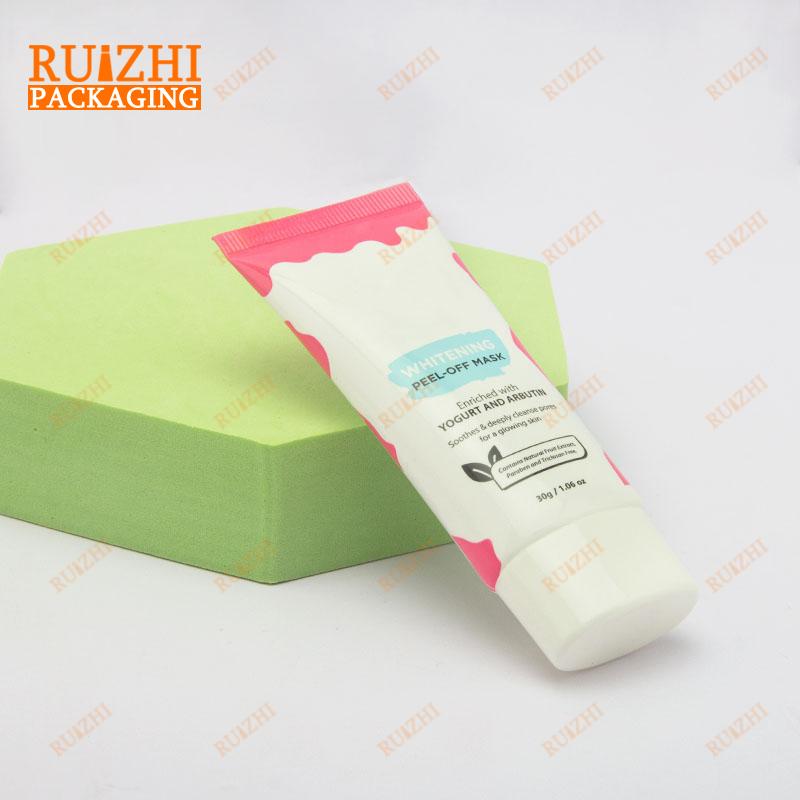 RUIZHI
PACKAGING
WHITENING
PEEL-OFF MASK
Enriched with
YOGURT AND ARBUTIN
Soothes & deeply cleanse pores
for a glowing skin
Contains Natural Fruit Extract,
Paraben and Triclosan Free.
30g / 1.06 oz